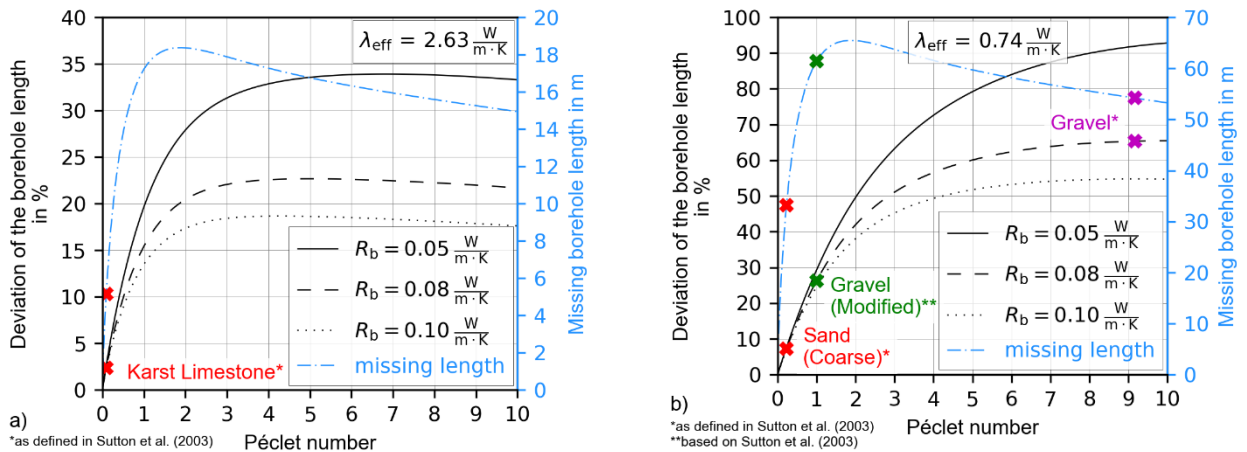 λeff = 2.63 W/m·K
Deviation of the borehole length
in %
0 5 10 15 20 25 30 35 40
Missing borehole length in m
0 2 4 6 8 10 12 14 16 18 20
Rb = 0.05 W/m·K
Rb = 0.08 W/m·K
Rb = 0.10 W/m·K
missing length
Karst Limestone*
0 1 2 3 4 5 6 7 8 9 10
Péclet number
a)
*as defined in Sutton et al. (2003)
λeff = 0.74 W/m·K
Deviation of the borehole length
in %
0 10 20 30 40 50 60 70 80 90 100
Missing borehole length in m
0 10 20 30 40 50 60 70
Gravel*
Rb = 0.05 W/m·K
Rb = 0.08 W/m·K
Rb = 0.10 W/m·K
missing length
Gravel
(Modified)**
Sand
(Coarse)*
0 1 2 3 4 5 6 7 8 9 10
Péclet number
b)
*as defined in Sutton et al. (2003)
**based on Sutton et al. (2003)